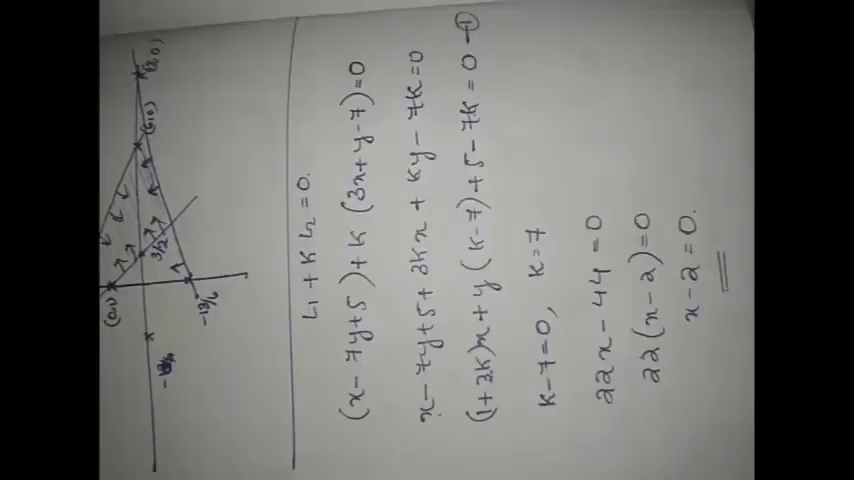 (0,1)
3/2
(6,0)
(2,0)
-13/6
L1 + K L2 = 0.
(x - 7y + 5) + K (3x + y - 7) = 0
x - 7y + 5 + 3Kx + Ky - 7K = 0
(1 + 3K)x + y (K - 7) + 5 - 7K = 0 - ①
K - 7 = 0, K = 7
22x - 44 = 0
22(x - 2) = 0
x - 2 = 0.